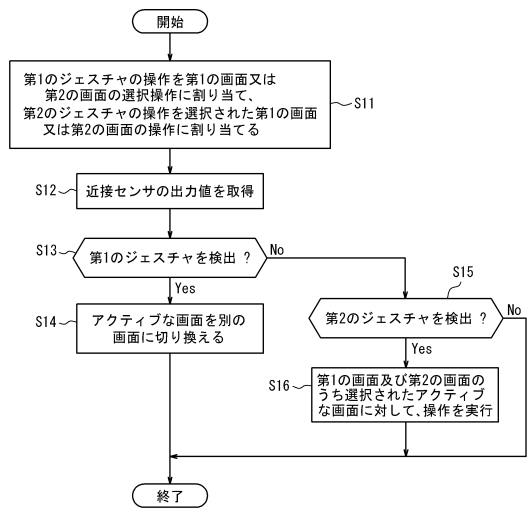 開始
第1のジェスチャの操作を第1の画面又は
第2の画面の選択操作に割り当て、
第2のジェスチャの操作を選択された第1の画面
又は第2の画面の操作に割り当てる
S11
S12
近接センサの出力値を取得
S13
第1のジェスチャを検出 ?
No
Yes
S14
アクティブな画面を別の
画面に切り換える
S15
第2のジェスチャを検出 ?
No
Yes
S16
第1の画面及び第2の画面の
うち選択されたアクティブ
な画面に対して、操作を実行
終了